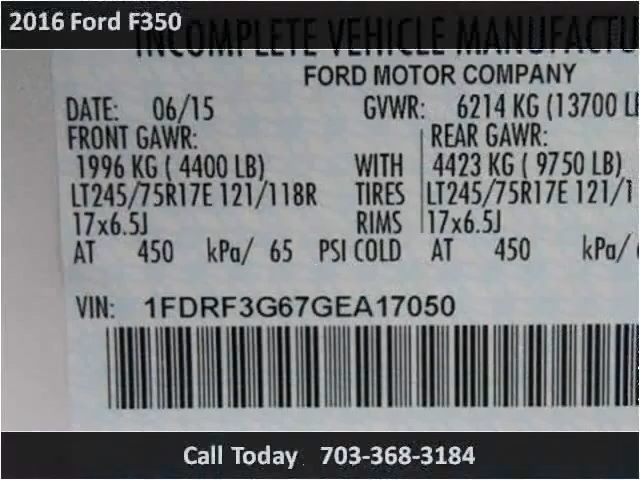 2016 Ford F350
INCOMPLETE VEHICLE MANUFACTU
FORD MOTOR COMPANY
DATE: 06/15 GVWR: 6214 KG (13700 LB
FRONT GAWR: REAR GAWR:
1996 KG ( 4400 LB) WITH 4423 KG ( 9750 LB)
LT245/75R17E 121/118R TIRES LT245/75R17E 121/1
17x6.5J RIMS 17x6.5J
AT 450 kPa/ 65 PSI COLD AT 450 kPa/
VIN: 1FDRF3G67GEA17050
Call Today 703-368-3184